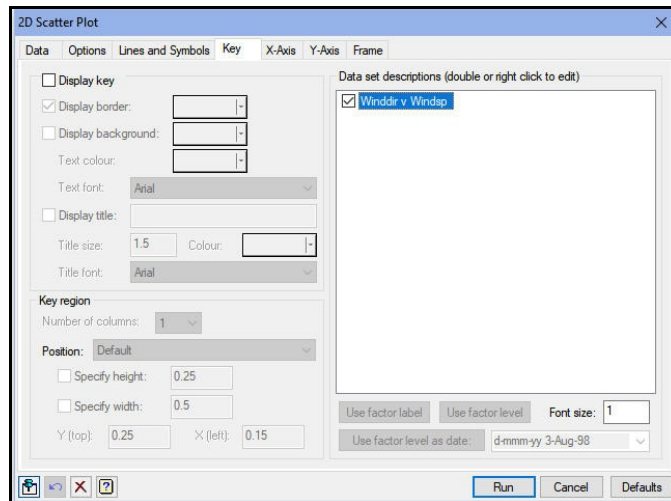 2D Scatter Plot
Data Options Lines and Symbols Key X-Axis Y-Axis Frame
Display key
Display border:
Display background:
Text colour:
Text font: Arial
Display title:
Title size: 1.5 Colour:
Title font: Arial
Key region
Number of columns: 1
Position: Default
Specify height: 0.25
Specify width: 0.5
Y (top): 0.25 X (left): 0.15
Data set descriptions (double or right click to edit)
Winddir v Windsp
Use factor label Use factor level Font size: 1
Use factor level as date: d-mmm-yy 3-Aug-98
Run Cancel Defaults